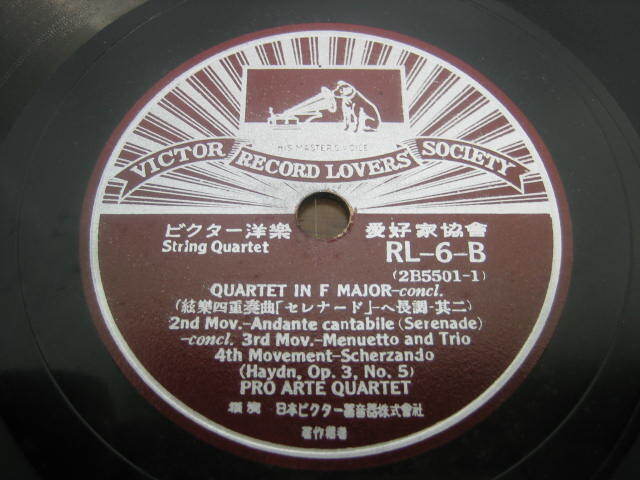 HIS MASTER'S VOICE
VICTOR RECORD LOVERS SOCIETY
ビクター洋樂 愛好家協會
String Quartet RL-6-B
(2B5501-1)
QUARTET IN F MAJOR-concl.
(絃樂四重奏曲「セレナード」-ヘ長調-其二)
2nd Mov.-Andante cantabile (Serenade)
-concl. 3rd Mov.-Menuetto and Trio
4th Movement-Scherzando
(Haydn, Op. 3, No. 5)
PRO ARTE QUARTET
日本ビクター蓄音器株式會社